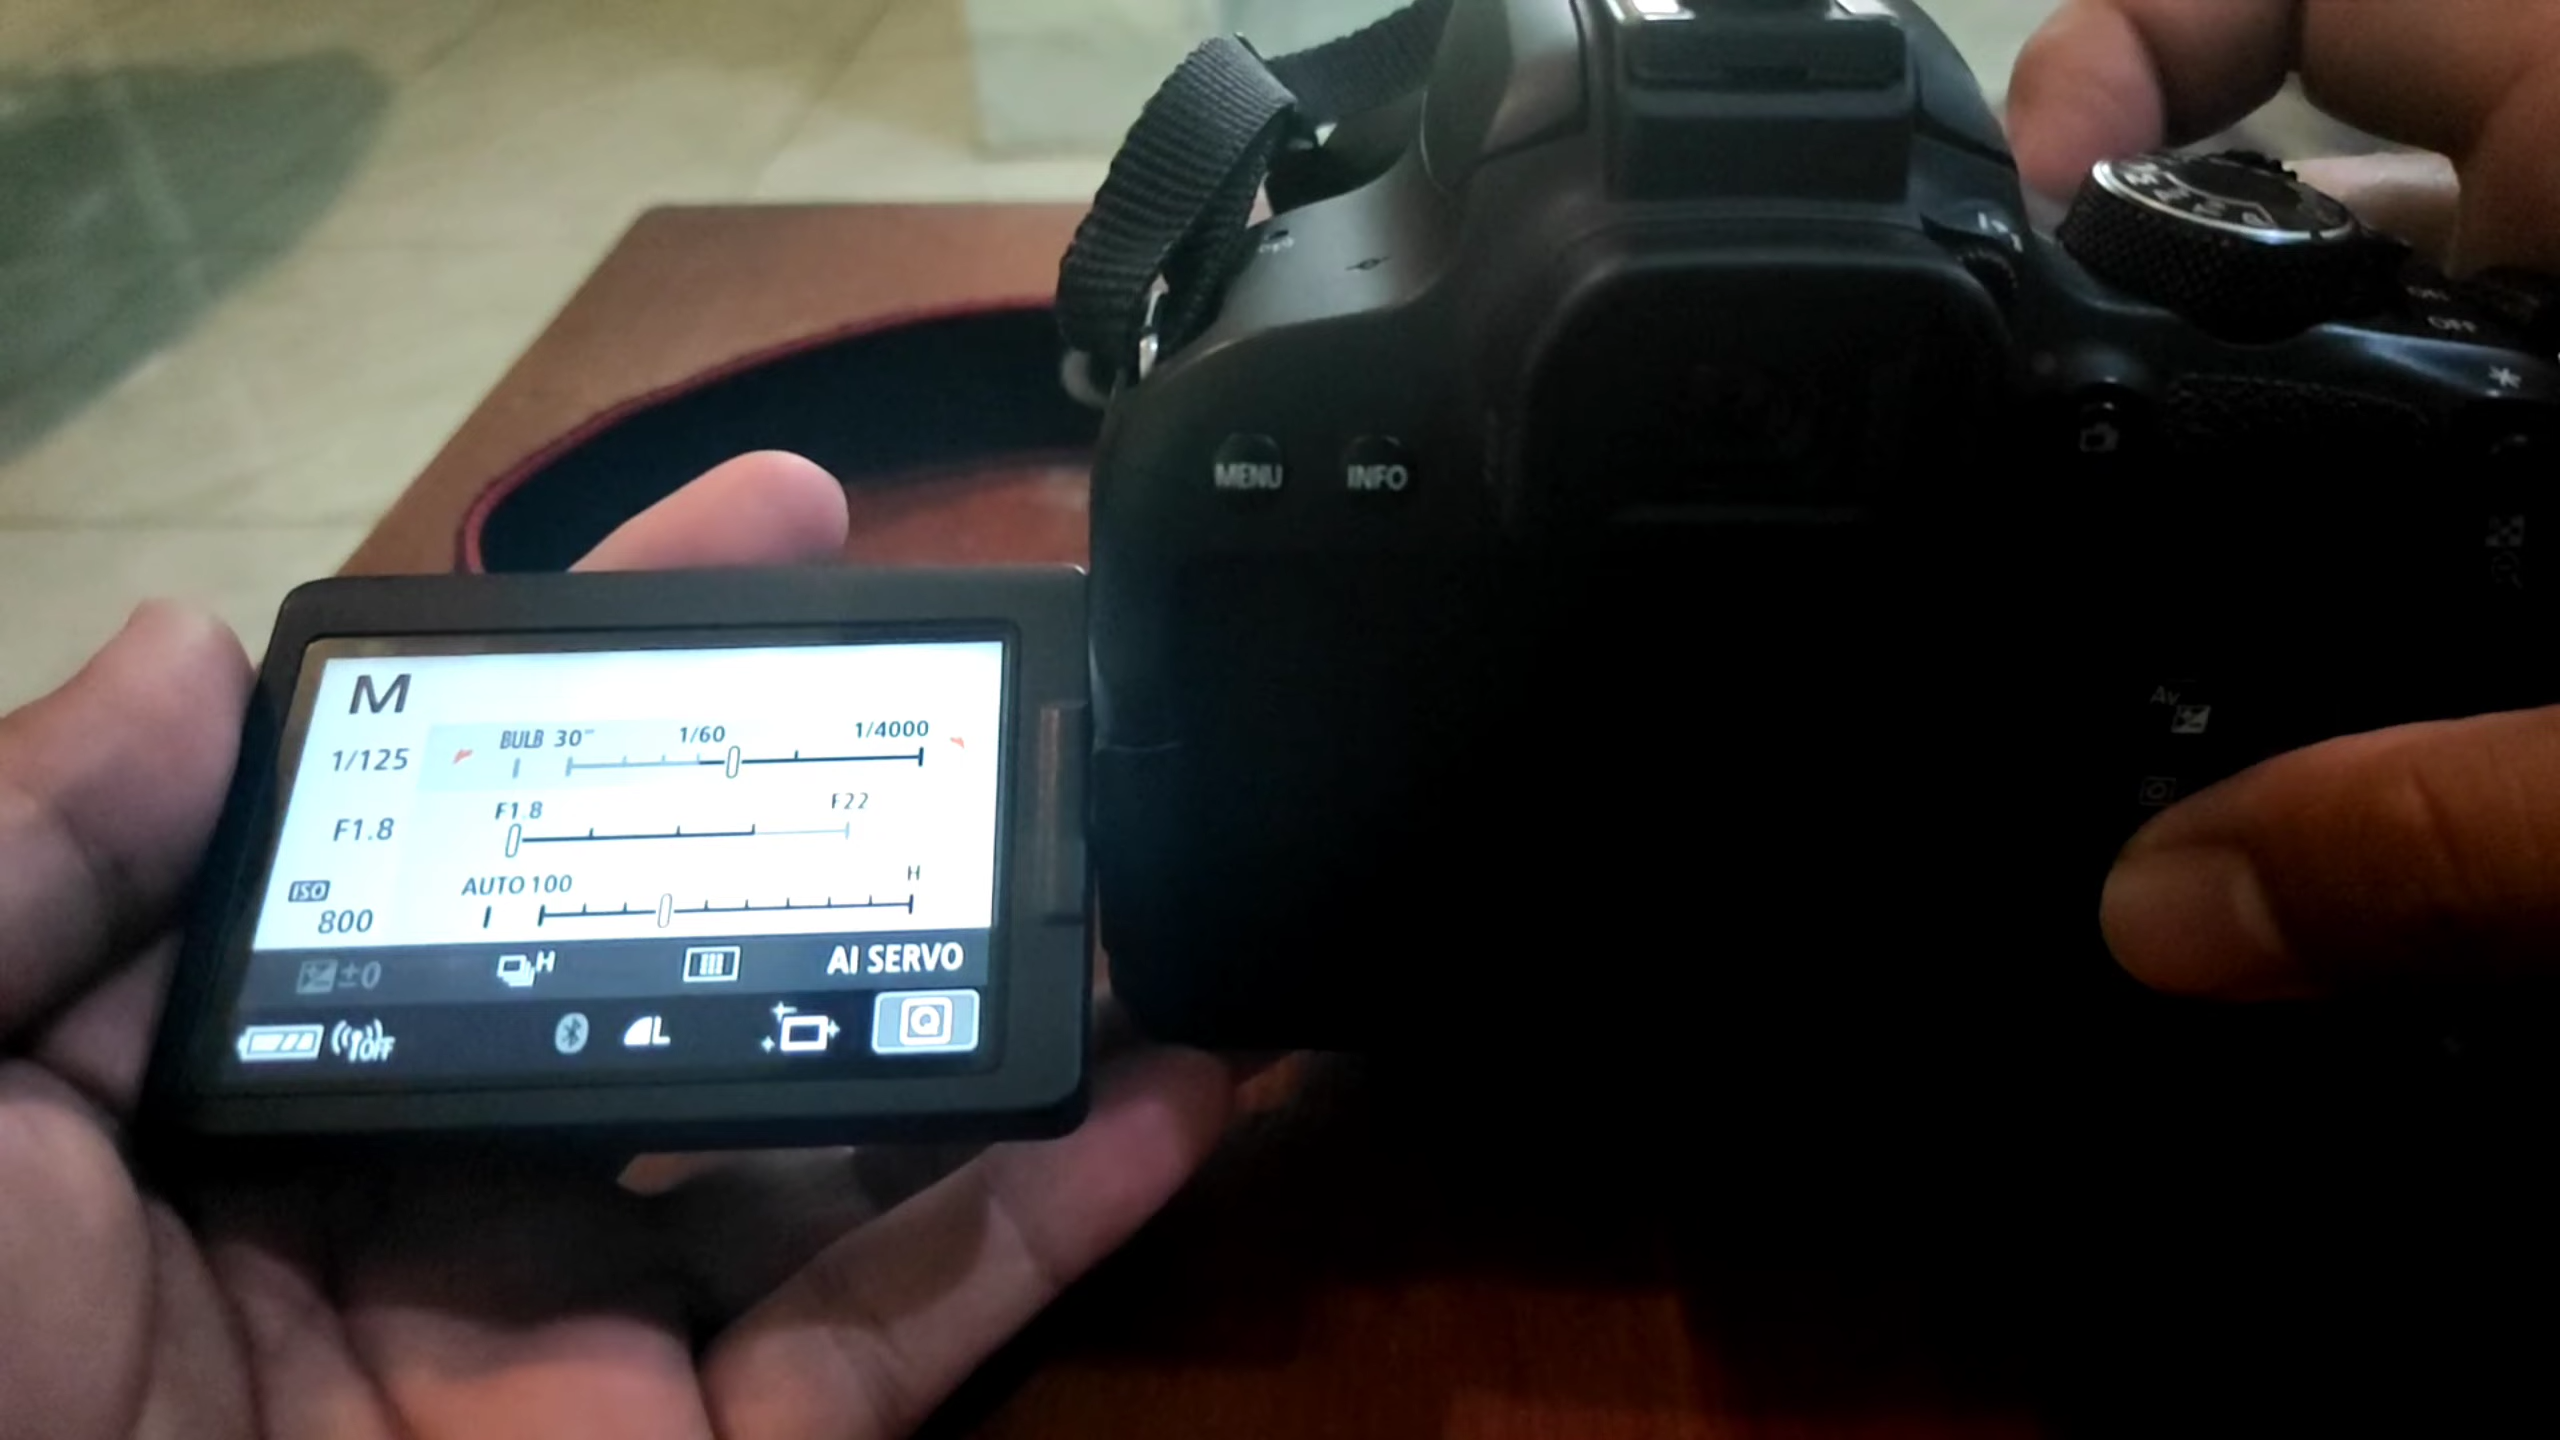 M
BULB 30" 1/60 1/4000
1/125
F1.8 F22
F1.8
AUTO 100 H
ISO
800
±0 H AI SERVO
OFF L Q
MENU INFO
OFF
Av
Q